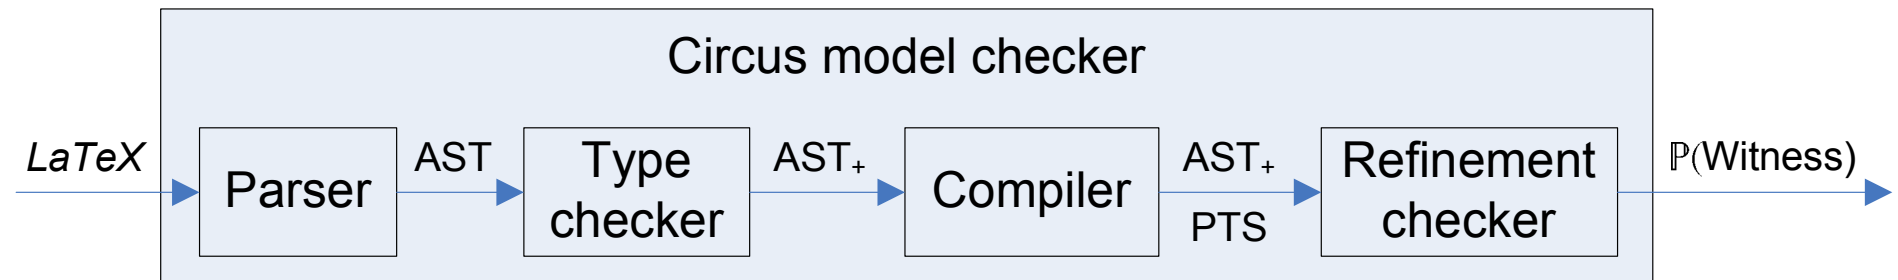 Circus model checker
LaTeX
Parser
AST
Type
checker
AST₊
Compiler
AST₊
PTS
Refinement
checker
ℙ(Witness)